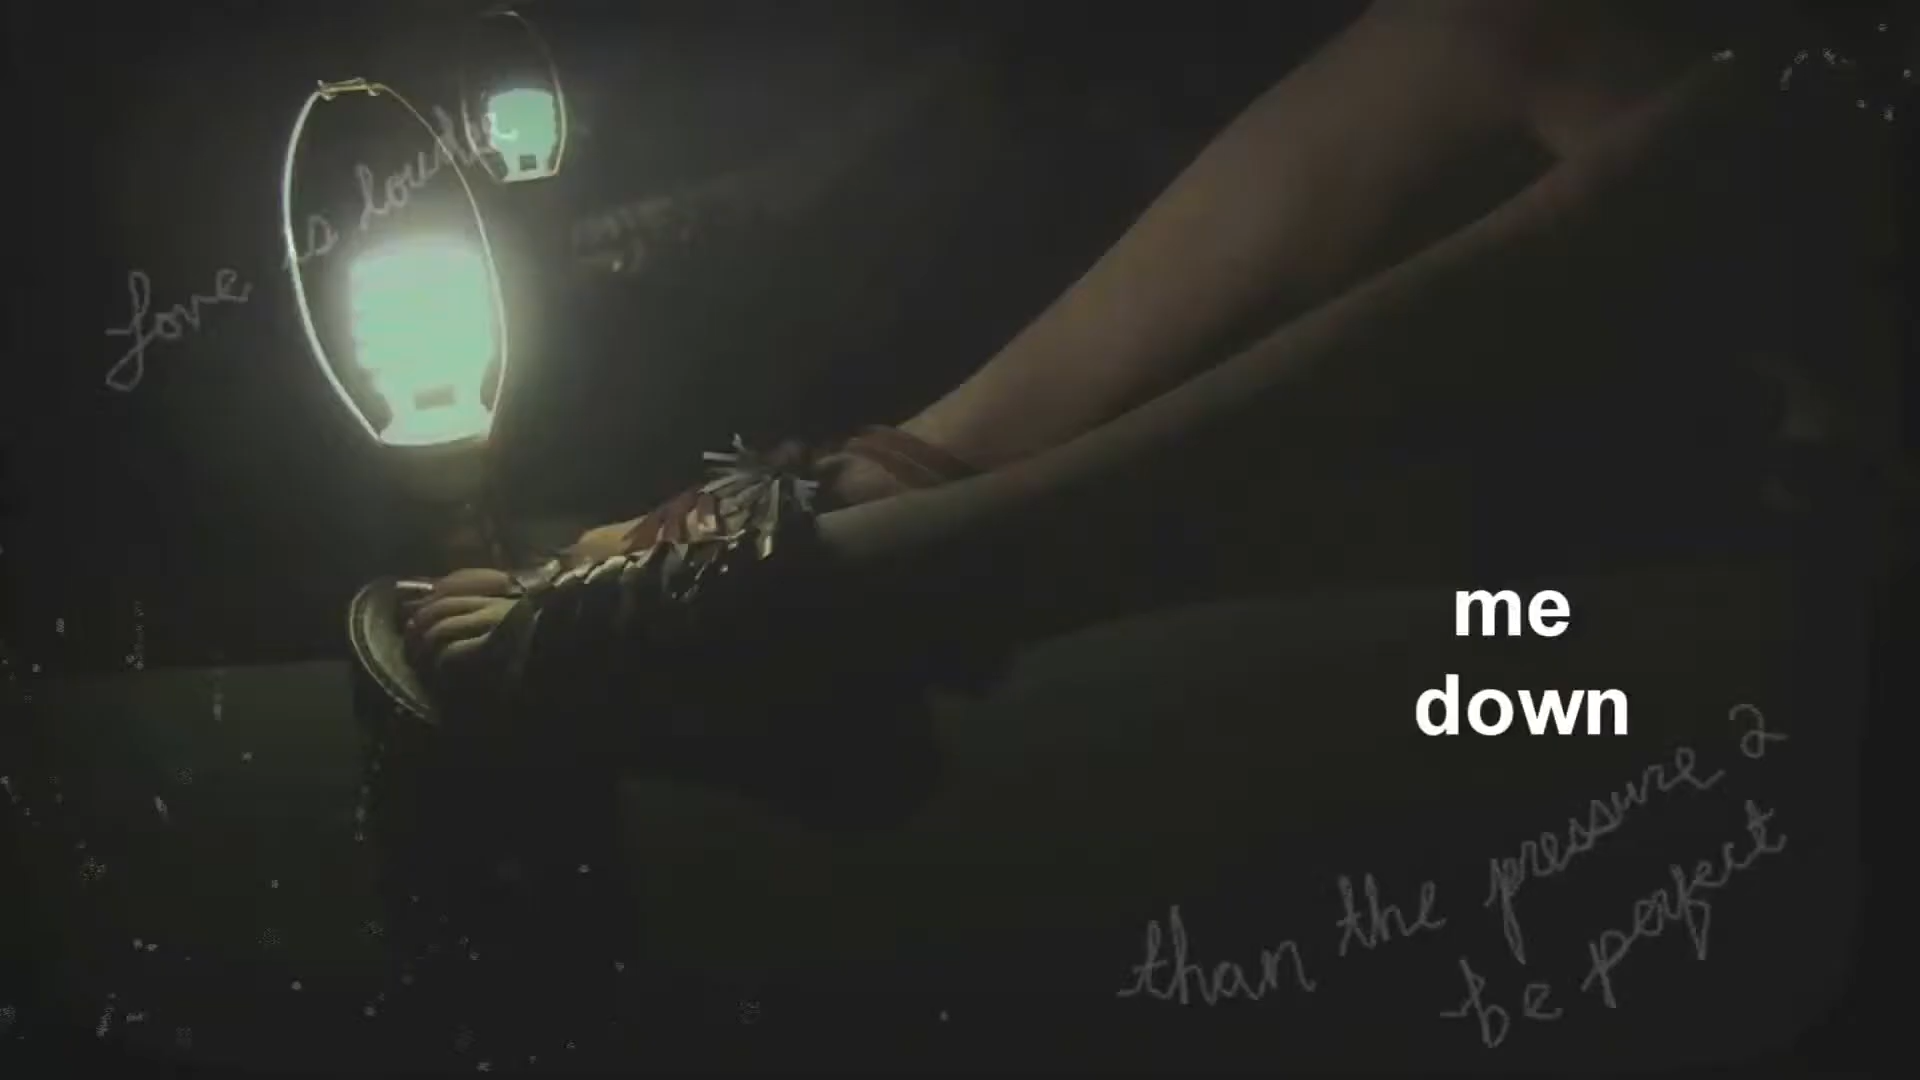 Love is louder
me
down
than the pressure 2
be perfect